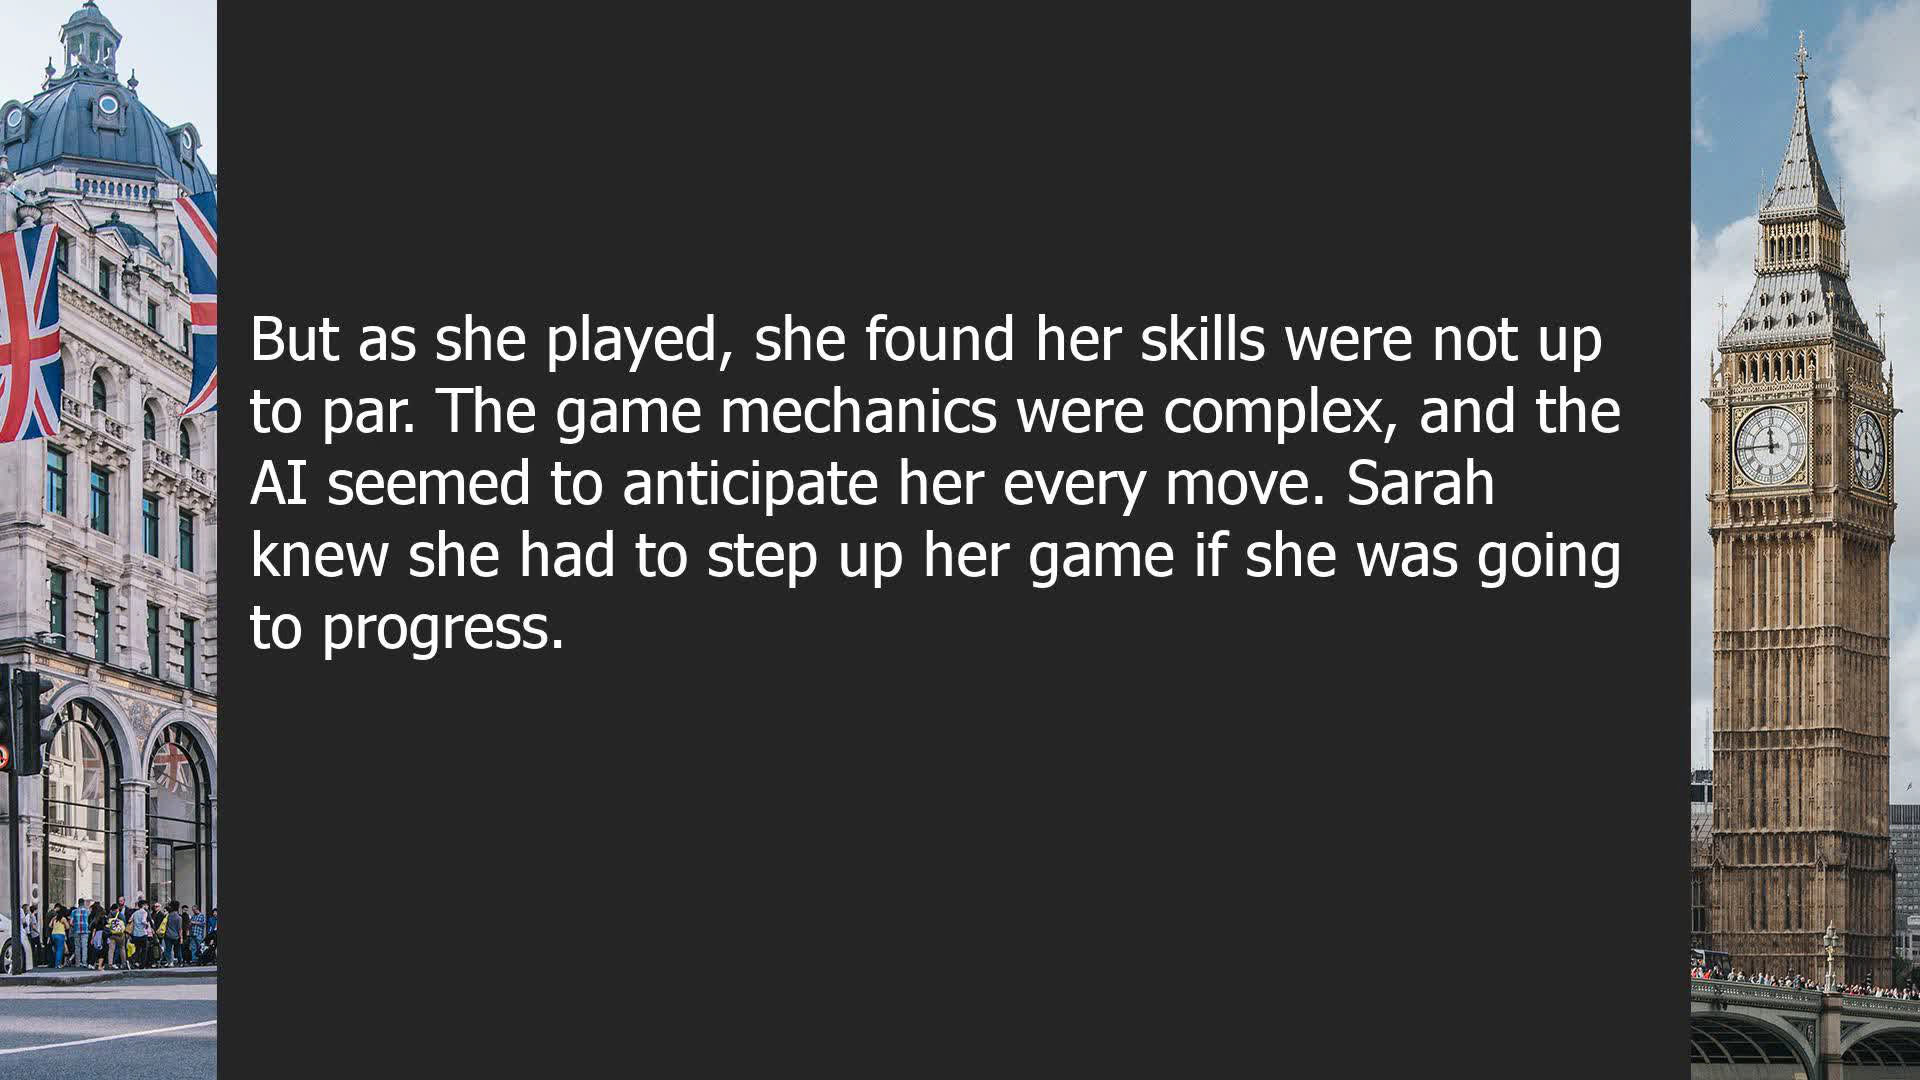 But as she played, she found her skills were not up
to par. The game mechanics were complex, and the
AI seemed to anticipate her every move. Sarah
knew she had to step up her game if she was going
to progress.